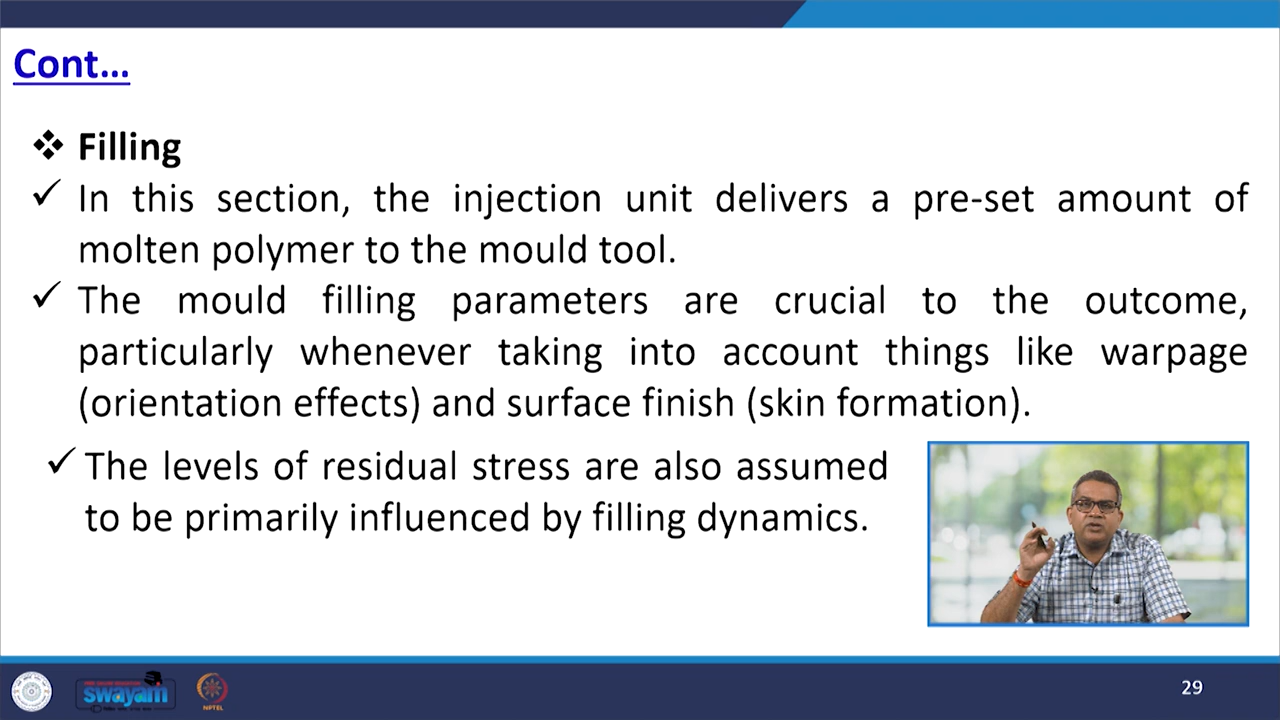 Cont...
❖ Filling
✓ In this section, the injection unit delivers a pre-set amount of
molten polymer to the mould tool.
✓ The mould filling parameters are crucial to the outcome,
particularly whenever taking into account things like warpage
(orientation effects) and surface finish (skin formation).
✓ The levels of residual stress are also assumed
to be primarily influenced by filling dynamics.
swayam
NPTEL
29